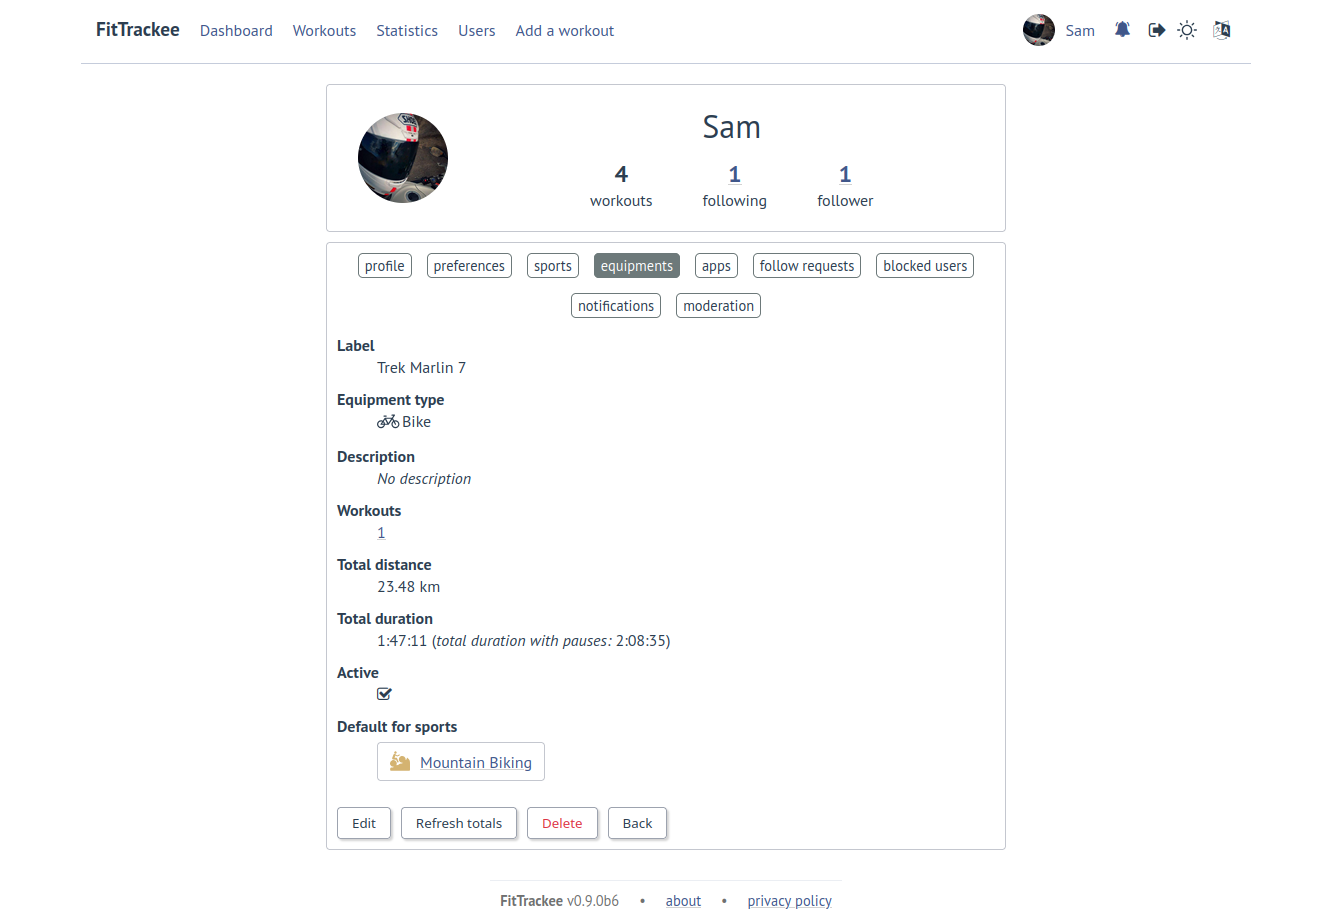 FitTrackee Dashboard Workouts Statistics Users Add a workout Sam
Sam
4 1 1
workouts following follower
profile preferences sports equipments apps follow requests blocked users
notifications moderation
Label
Trek Marlin 7
Equipment type
Bike
Description
No description
Workouts
1
Total distance
23.48 km
Total duration
1:47:11 (total duration with pauses: 2:08:35)
Active
Default for sports
Mountain Biking
Edit Refresh totals Delete Back
FitTrackee v0.9.0b6 • about • privacy policy